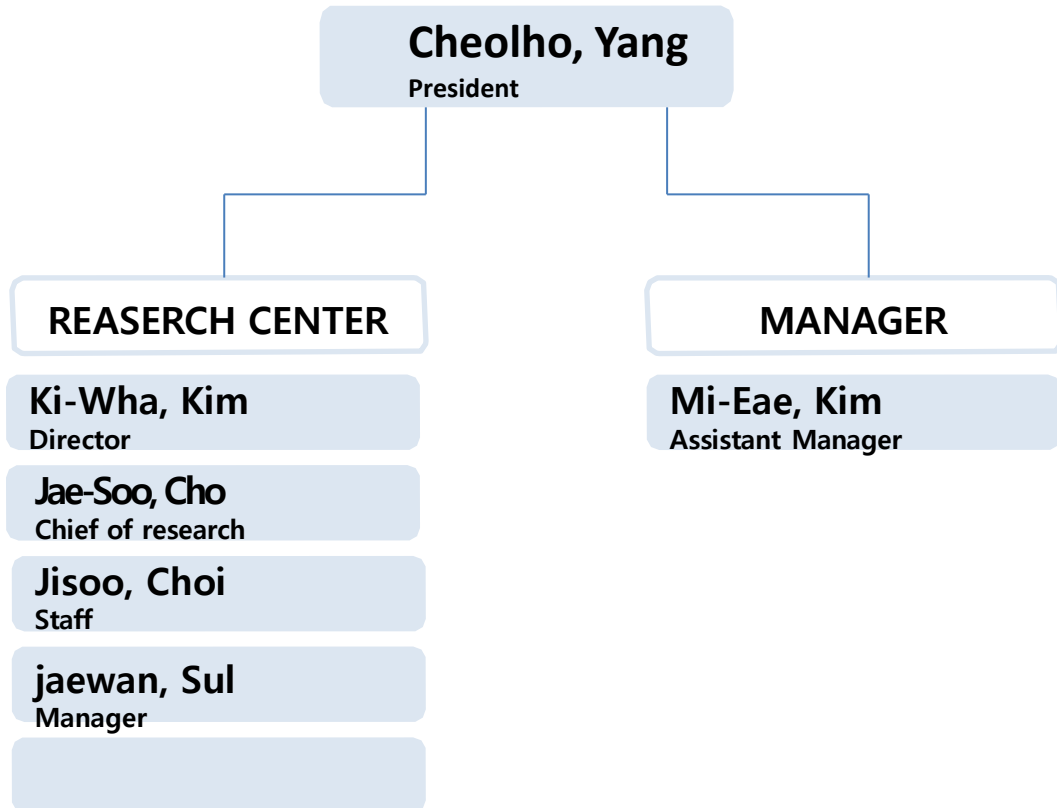 Cheolho, Yang
President
REASERCH CENTER
Ki-Wha, Kim
Director
Jae-Soo, Cho
Chief of research
Jisoo, Choi
Staff
jaewan, Sul
Manager
MANAGER
Mi-Eae, Kim
Assistant Manager